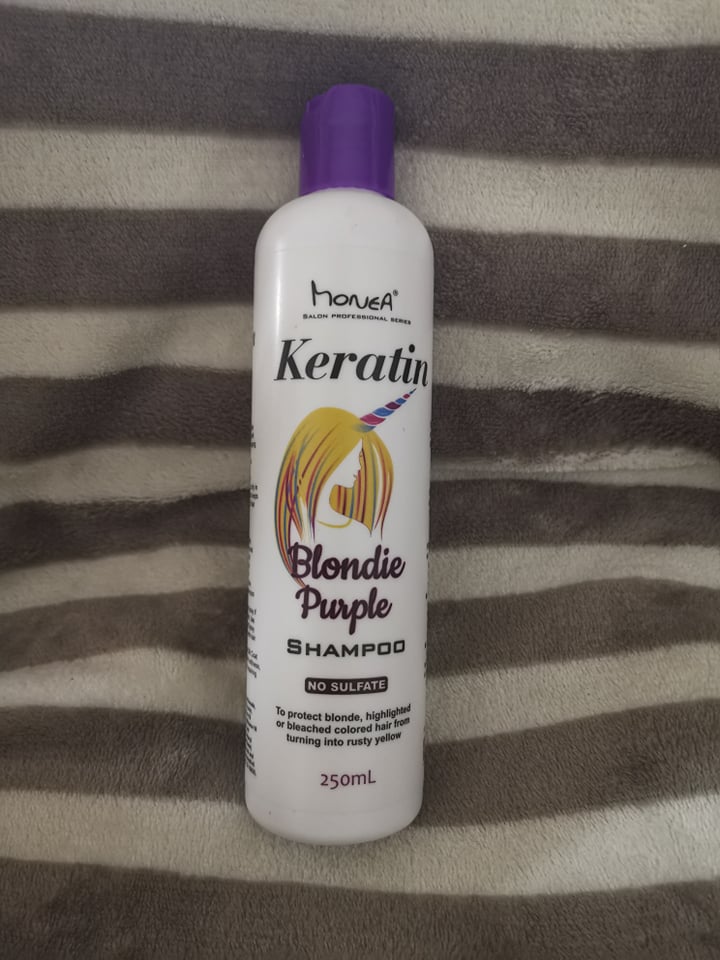 MONEA®
SALON PROFESSIONAL SERIES
Keratin
Blondie
Purple
SHAMPOO
NO SULFATE
To protect blonde, highlighted
or bleached colored hair from
turning into rusty yellow
250mL